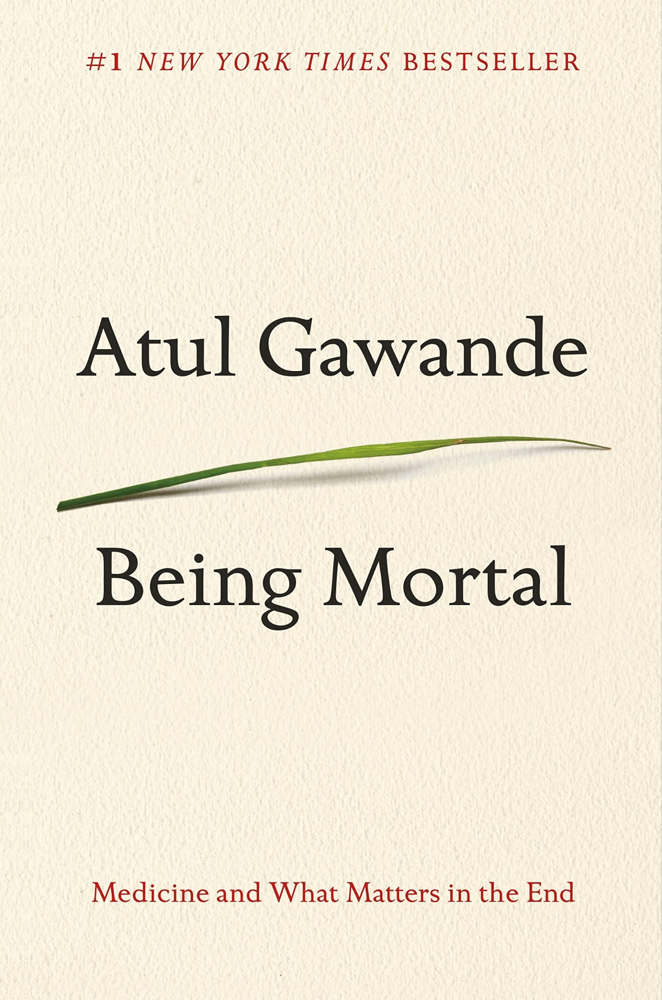 #1 NEW YORK TIMES BESTSELLER
Atul Gawande
Being Mortal
Medicine and What Matters in the End